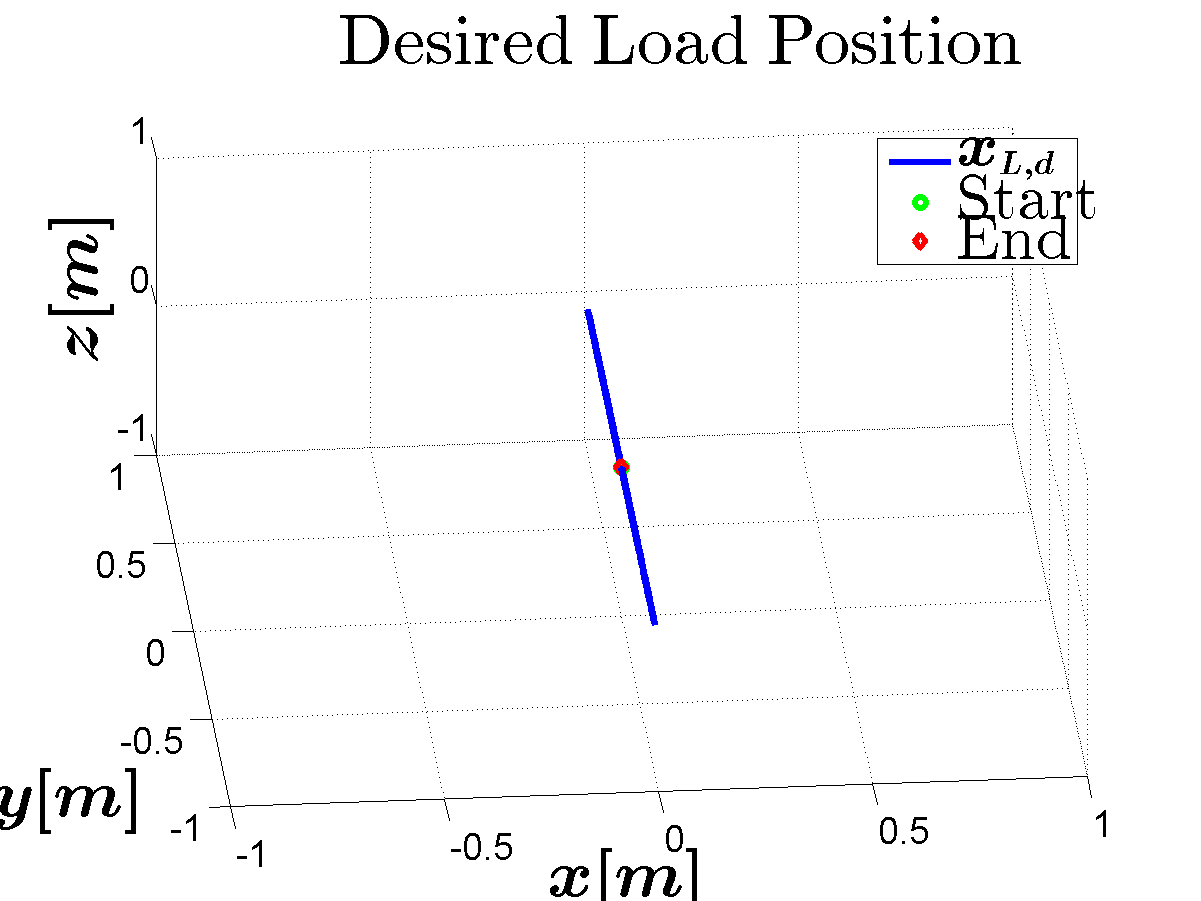 Desired Load Position
x_{L,d}
Start
End
z[m]
1
0
-1
1
0.5
0
-0.5
-1
y[m]
-1
-0.5
0
0.5
1
x[m]